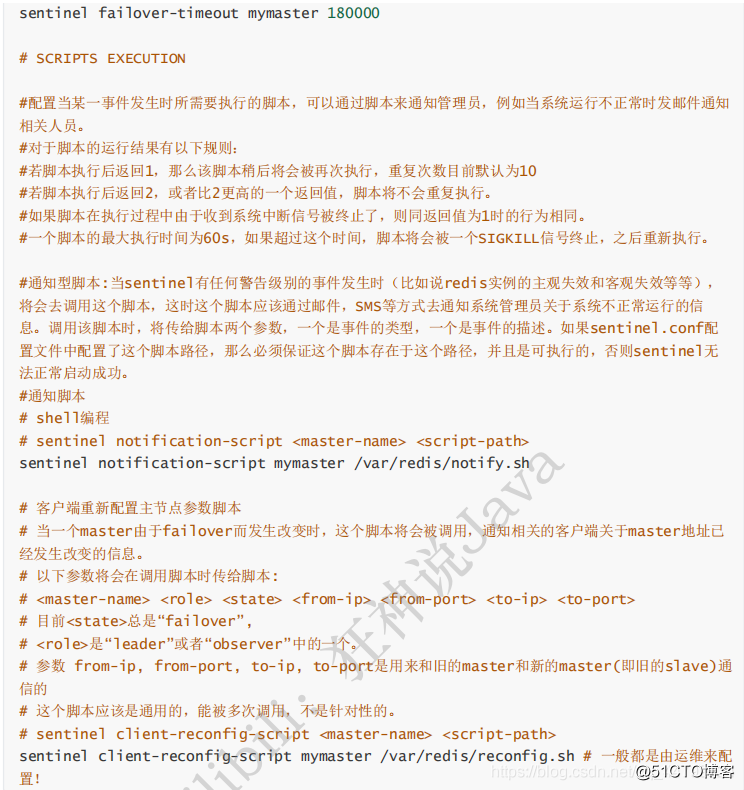 sentinel failover-timeout mymaster 180000
# SCRIPTS EXECUTION
#配置当某一事件发生时所需要执行的脚本，可以通过脚本来通知管理员，例如当系统运行不正常时发邮件通知
相关人员。
#对于脚本的运行结果有以下规则：
#若脚本执行后返回1，那么该脚本稍后将会被再次执行，重复次数目前默认为10
#若脚本执行后返回2，或者比2更高的一个返回值，脚本将不会重复执行。
#如果脚本在执行过程中由于收到系统中断信号被终止了，则同返回值为1时的行为相同。
#一个脚本的最大执行时间为60s，如果超过这个时间，脚本将会被一个SIGKILL信号终止，之后重新执行。
#通知型脚本:当sentinel有任何警告级别的事件发生时（比如说redis实例的主观失效和客观失效等等），
将会去调用这个脚本，这时这个脚本应该通过邮件，SMS等方式去通知系统管理员关于系统不正常运行的信
息。调用该脚本时，将传给脚本两个参数，一个是事件的类型，一个是事件的描述。如果sentinel.conf配
置文件中配置了这个脚本路径，那么必须保证这个脚本存在于这个路径，并且是可执行的，否则sentinel无
法正常启动成功。
#通知脚本
# shell编程
# sentinel notification-script <master-name> <script-path>
sentinel notification-script mymaster /var/redis/notify.sh
# 客户端重新配置主节点参数脚本
# 当一个master由于failover而发生改变时，这个脚本将会被调用，通知相关的客户端关于master地址已
经发生改变的信息。
# 以下参数将会在调用脚本时传给脚本:
# <master-name> <role> <state> <from-ip> <from-port> <to-ip> <to-port>
# 目前<state>总是“failover”,
# <role>是“leader”或者“observer”中的一个。
# 参数 from-ip, from-port, to-ip, to-port是用来和旧的master和新的master(即旧的slave)通
信的
# 这个脚本应该是通用的，能被多次调用，不是针对性的。
# sentinel client-reconfig-script <master-name> <script-path>
sentinel client-reconfig-script mymaster /var/redis/reconfig.sh # 一般都是由运维来配
置！
ilibili：狂神说Java
https://blog.csdn.net/
@51CTO博客